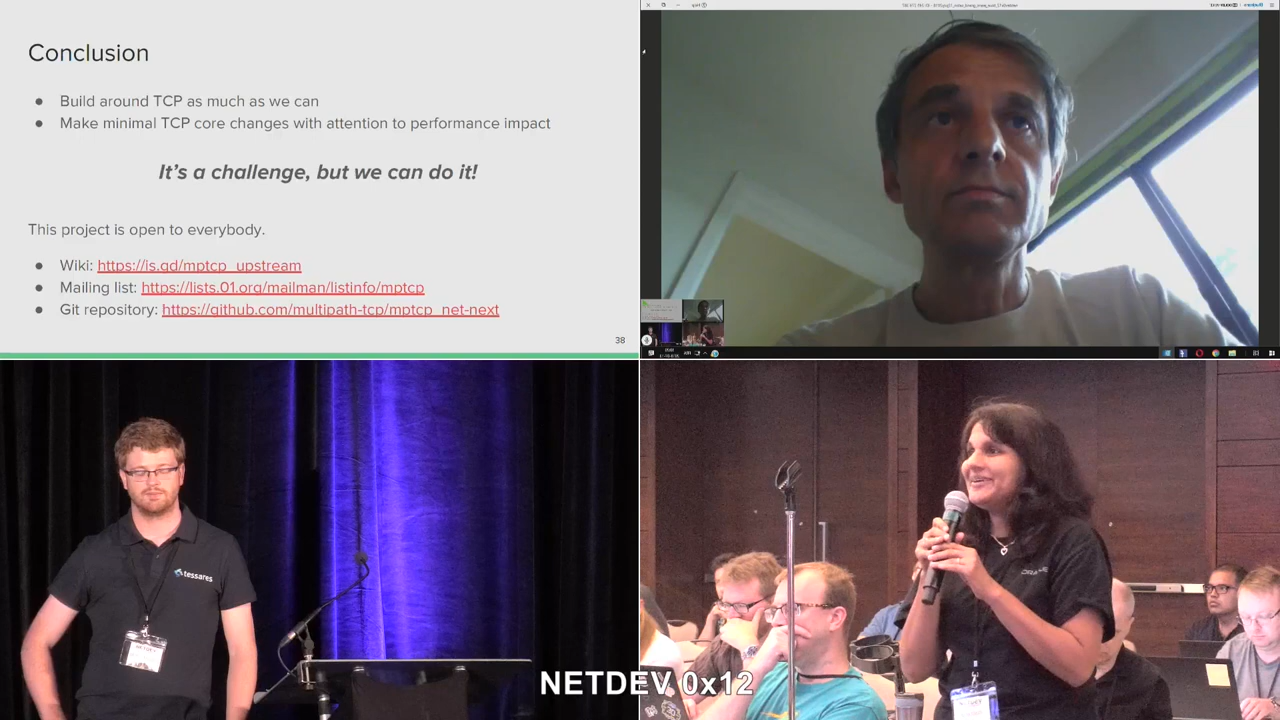 Conclusion
● Build around TCP as much as we can
● Make minimal TCP core changes with attention to performance impact
It's a challenge, but we can do it!
This project is open to everybody.
● Wiki: https://is.gd/mptcp_upstream
● Mailing list: https://lists.01.org/mailman/listinfo/mptcp
● Git repository: https://github.com/multipath-tcp/mptcp_net-next
38
tessares
NETDEV 0x12